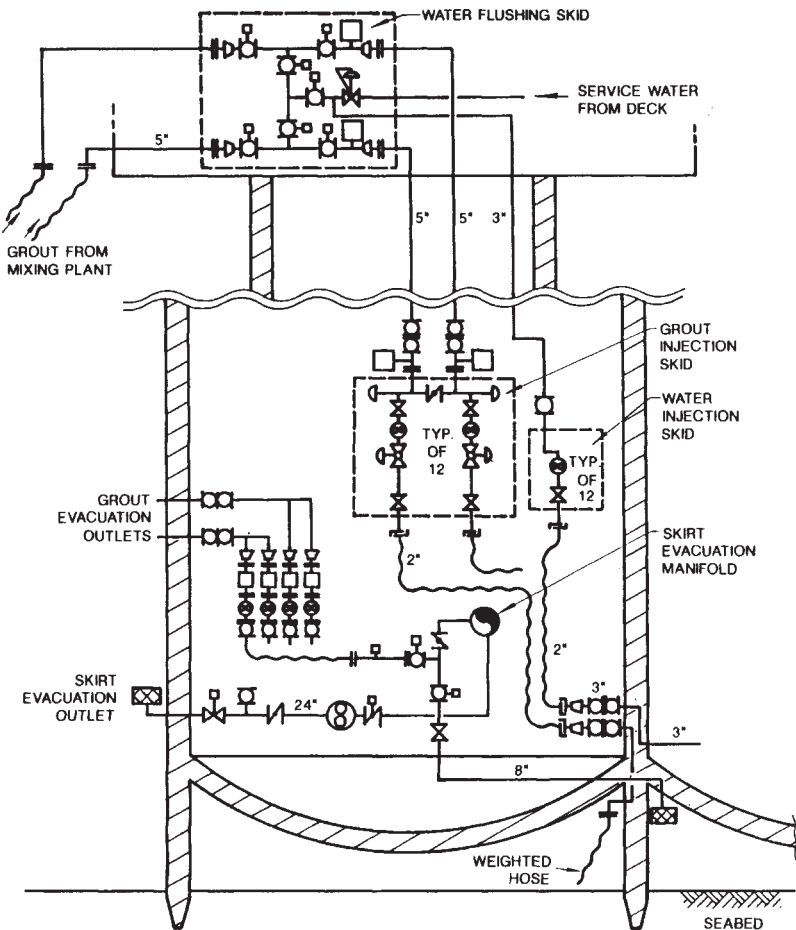 WATER FLUSHING SKID
SERVICE WATER
FROM DECK
5"
5"
5"
3"
GROUT FROM
MIXING PLANT
GROUT
INJECTION
SKID
WATER
INJECTION
SKID
TYP.
OF
12
TYP.
OF
12
GROUT
EVACUATION
OUTLETS
2"
SKIRT
EVACUATION
MANIFOLD
2"
SKIRT
EVACUATION
OUTLET
24"
3"
3"
8"
WEIGHTED
HOSE
SEABED